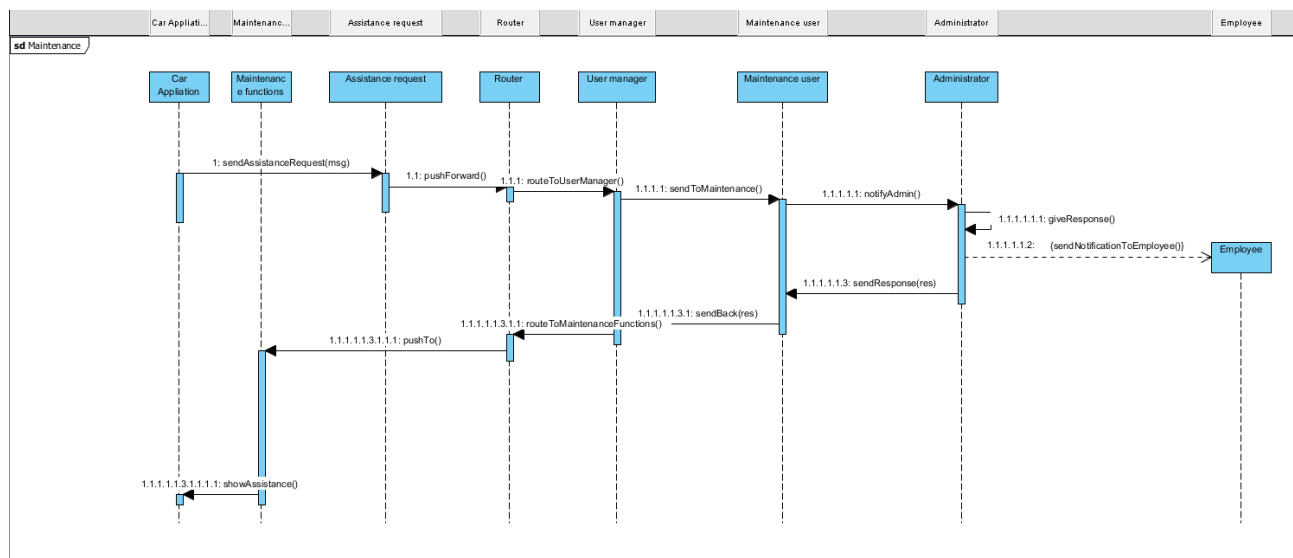 Car Appliati...
Maintenanc...
Assistance request
Router
User manager
Maintenance user
Administrator
Employee
sd Maintenance
Car
Appliation
Maintenanc
e functions
Assistance request
Router
User manager
Maintenance user
Administrator
1: sendAssistanceRequest(msg)
1.1: pushForward()
1.1.1: routeToUserManager()
1.1.1.1: sendToMaintenance()
1.1.1.1.1: notifyAdmin()
1.1.1.1.1.1: giveResponse()
1.1.1.1.1.2: {sendNotificationToEmployee()}
Employee
1.1.1.1.1.3: sendResponse(res)
1.1.1.1.1.3.1: sendBack(res)
1.1.1.1.1.3.1.1: routeToMaintenanceFunctions()
1.1.1.1.1.3.1.1.1: pushTo()
1.1.1.1.1.3.1.1.1.1: showAssistance()